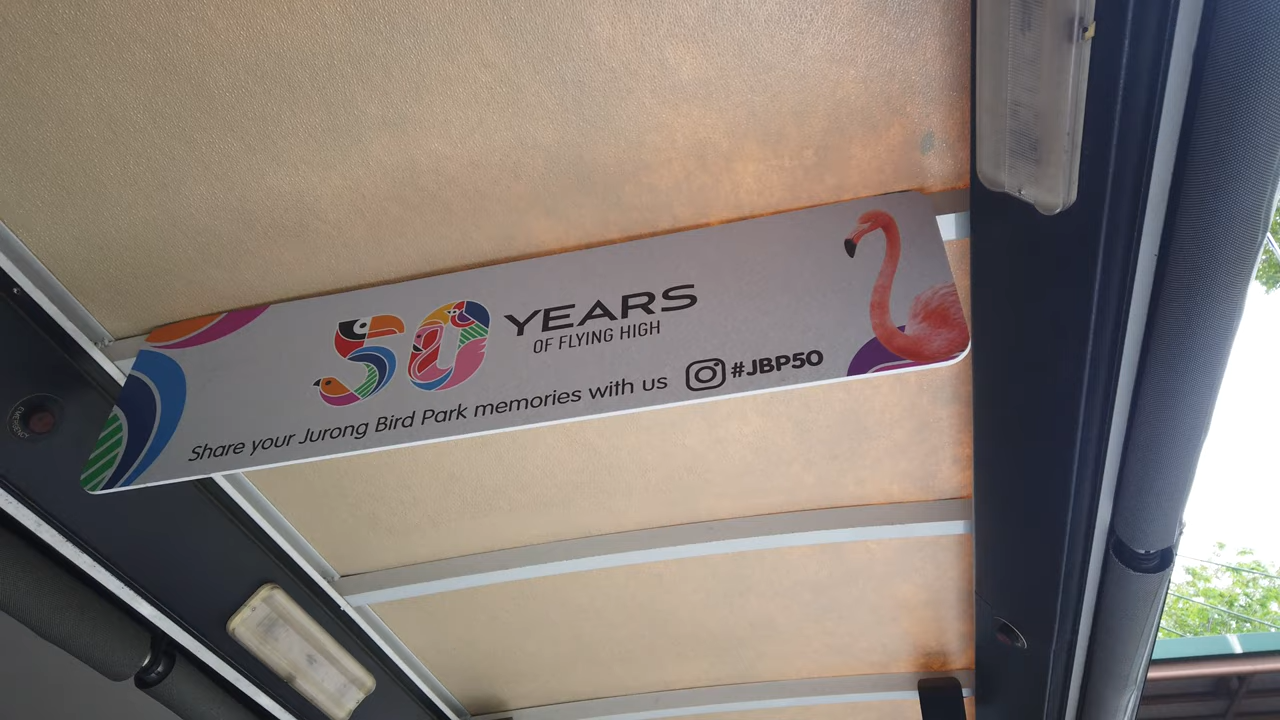 50 YEARS
OF FLYING HIGH
Share your Jurong Bird Park memories with us #JBP50